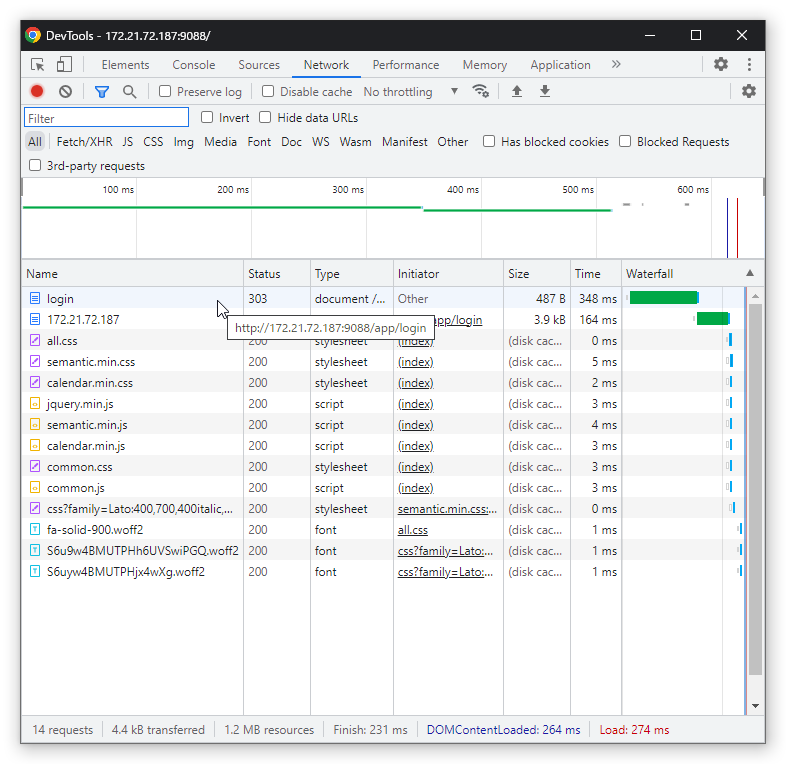 DevTools - 172.21.72.187:9088/
Elements Console Sources Network Performance Memory Application »
Preserve log Disable cache No throttling
Filter Invert Hide data URLs
All Fetch/XHR JS CSS Img Media Font Doc WS Wasm Manifest Other Has blocked cookies Blocked Requests
3rd-party requests
100 ms 200 ms 300 ms 400 ms 500 ms 600 ms
Name Status Type Initiator Size Time Waterfall
login 303 document /... Other 487 B 348 ms
172.21.72.187 app/login 3.9 kB 164 ms
http://172.21.72.187:9088/app/login
all.css 200 stylesheet (index) (disk cac... 0 ms
semantic.min.css 200 stylesheet (index) (disk cac... 5 ms
calendar.min.css 200 stylesheet (index) (disk cac... 2 ms
jquery.min.js 200 script (index) (disk cac... 3 ms
semantic.min.js 200 script (index) (disk cac... 4 ms
calendar.min.js 200 script (index) (disk cac... 3 ms
common.css 200 stylesheet (index) (disk cac... 3 ms
common.js 200 script (index) (disk cac... 3 ms
css?family=Lato:400,700,400italic,... 200 stylesheet semantic.min.css:... (disk cac... 0 ms
fa-solid-900.woff2 200 font all.css (disk cac... 1 ms
S6u9w4BMUTPHh6UVSwiPGQ.woff2 200 font css?family=Lato:... (disk cac... 1 ms
S6uyw4BMUTPHjx4wXg.woff2 200 font css?family=Lato:... (disk cac... 1 ms
14 requests 4.4 kB transferred 1.2 MB resources Finish: 231 ms DOMContentLoaded: 264 ms Load: 274 ms